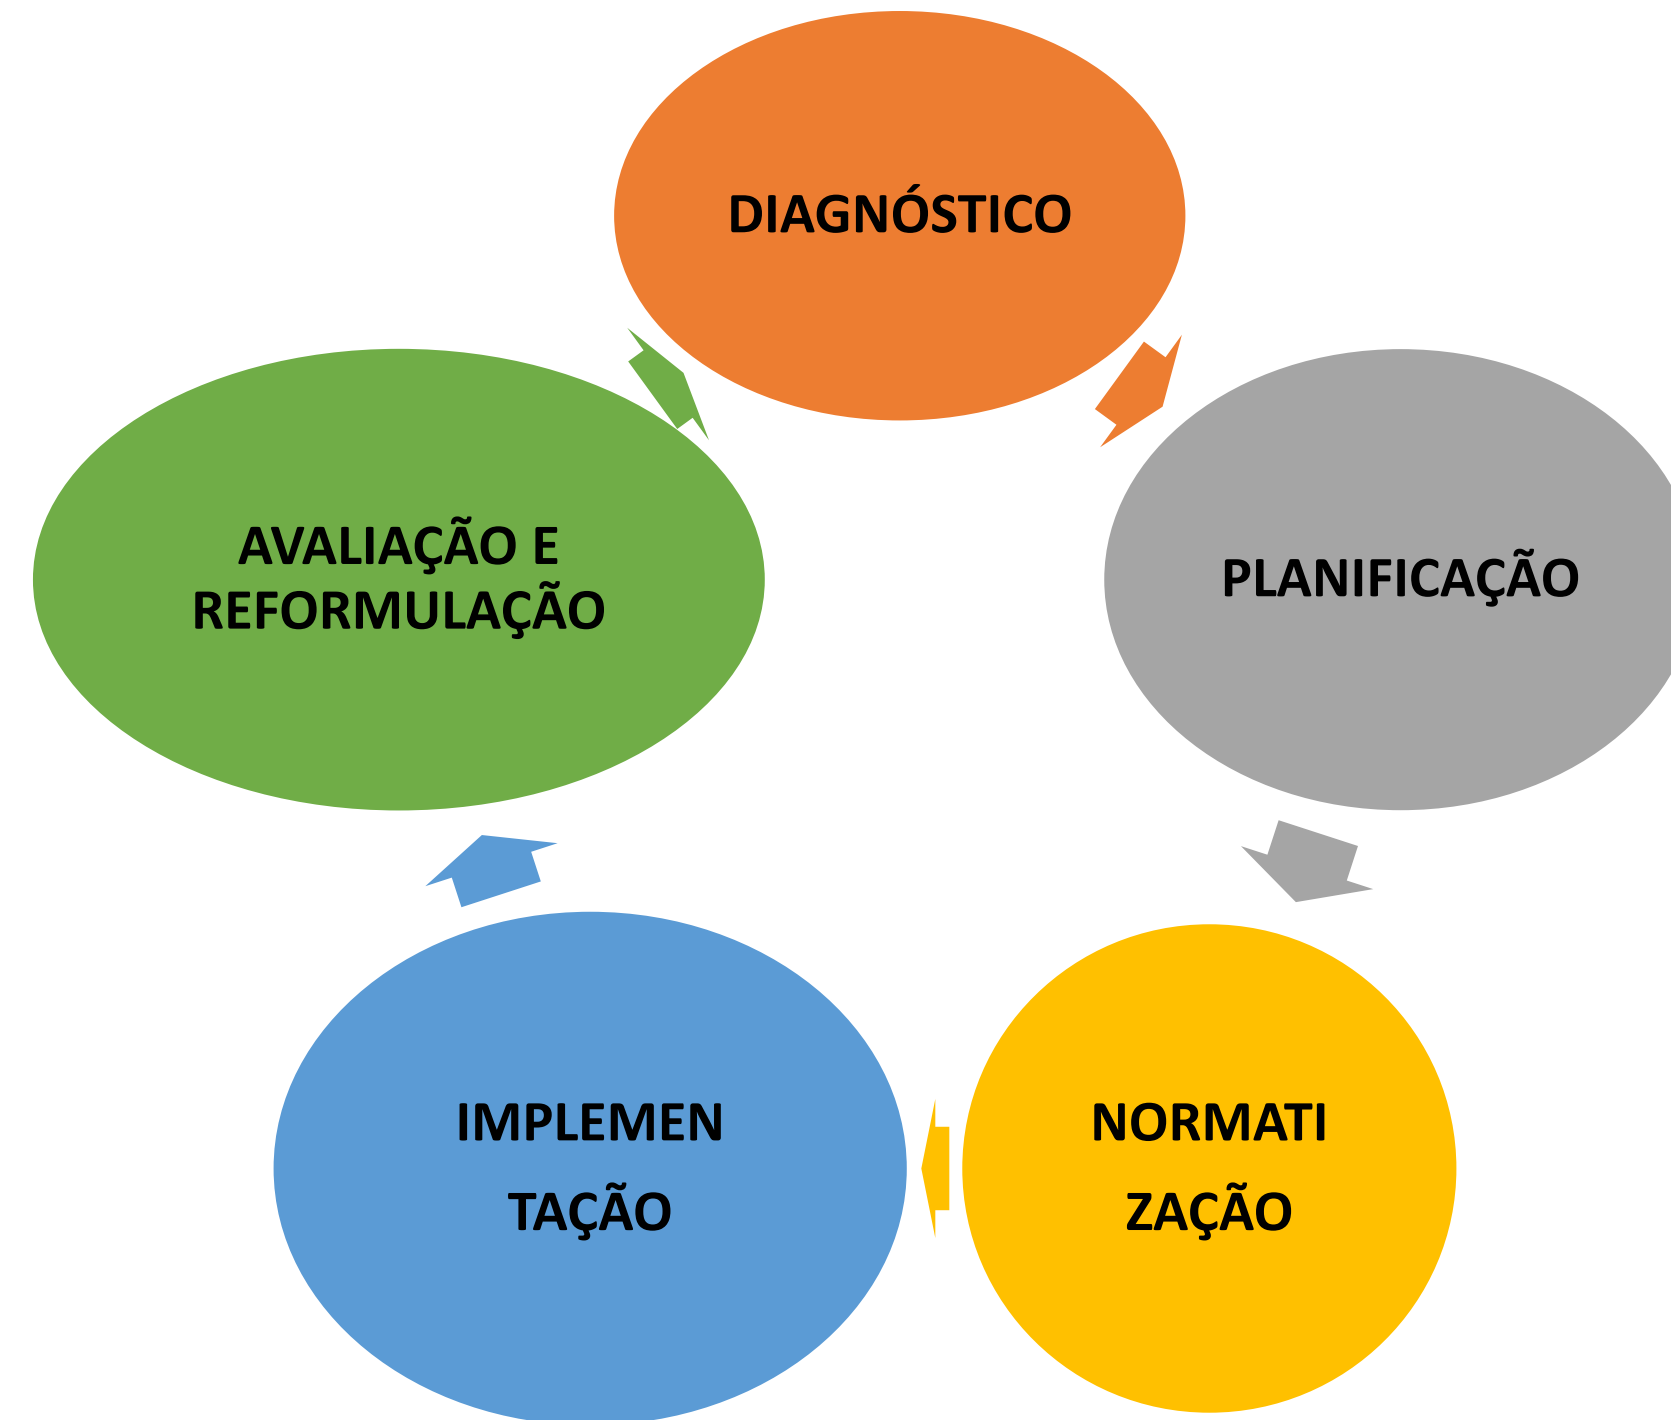 DIAGNÓSTICO
PLANIFICAÇÃO
NORMATI
ZAÇÃO
IMPLEMEN
TAÇÃO
AVALIAÇÃO E
REFORMULAÇÃO